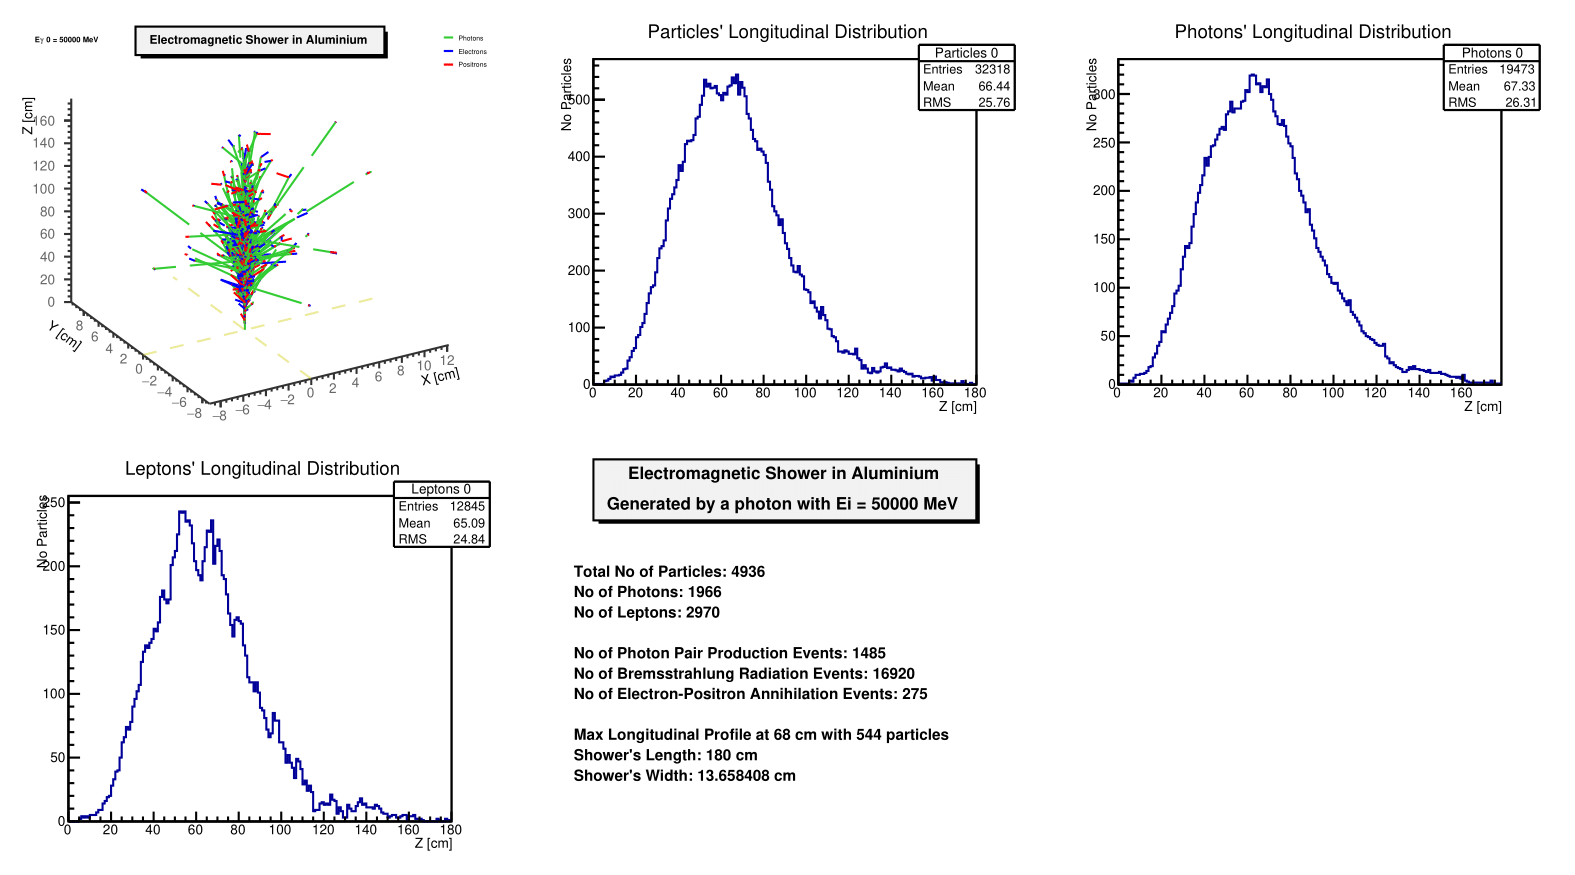 Eγ 0 = 50000 MeV
Electromagnetic Shower in Aluminium
Photons
Electrons
Positrons
Z [cm]
160
140
120
100
80
60
40
20
0
Y [cm]
8
6
4
2
0
−2
−4
−6
−8
−8
−6
−4
−2
0
2
4
6
8
10
12
X [cm]
Particles' Longitudinal Distribution
Particles 0
Entries 32318
Mean 66.44
RMS 25.76
No Particles
500
400
300
200
100
0
0 20 40 60 80 100 120 140 160 180
Z [cm]
Photons' Longitudinal Distribution
Photons 0
Entries 19473
Mean 67.33
RMS 26.31
No Particles
300
250
200
150
100
50
0
0 20 40 60 80 100 120 140 160
Z [cm]
Leptons' Longitudinal Distribution
Leptons 0
Entries 12845
Mean 65.09
RMS 24.84
No Particles
250
200
150
100
50
0
0 20 40 60 80 100 120 140 160 180
Z [cm]
Electromagnetic Shower in Aluminium
Generated by a photon with Ei = 50000 MeV
Total No of Particles: 4936
No of Photons: 1966
No of Leptons: 2970
No of Photon Pair Production Events: 1485
No of Bremsstrahlung Radiation Events: 16920
No of Electron-Positron Annihilation Events: 275
Max Longitudinal Profile at 68 cm with 544 particles
Shower's Length: 180 cm
Shower's Width: 13.658408 cm